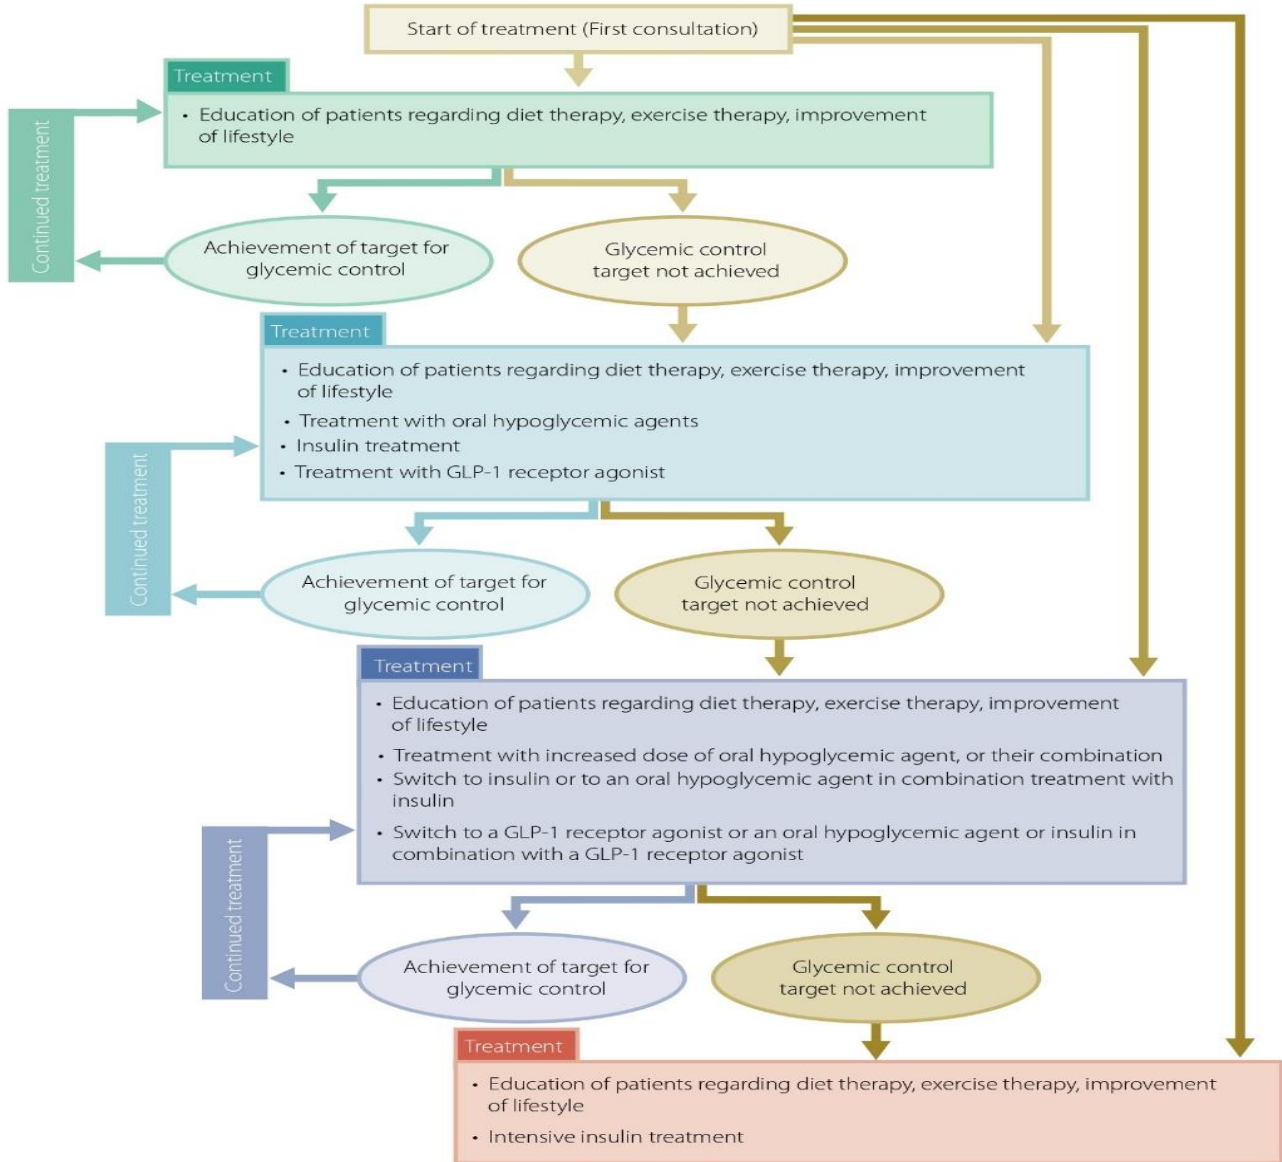 Start of treatment (First consultation)
Treatment
• Education of patients regarding diet therapy, exercise therapy, improvement
of lifestyle
Continued treatment
Achievement of target for
glycemic control
Glycemic control
target not achieved
Treatment
• Education of patients regarding diet therapy, exercise therapy, improvement
of lifestyle
• Treatment with oral hypoglycemic agents
• Insulin treatment
• Treatment with GLP-1 receptor agonist
Continued treatment
Achievement of target for
glycemic control
Glycemic control
target not achieved
Treatment
• Education of patients regarding diet therapy, exercise therapy, improvement
of lifestyle
• Treatment with increased dose of oral hypoglycemic agent, or their combination
• Switch to insulin or to an oral hypoglycemic agent in combination treatment with
insulin
• Switch to a GLP-1 receptor agonist or an oral hypoglycemic agent or insulin in
combination with a GLP-1 receptor agonist
Continued treatment
Achievement of target for
glycemic control
Glycemic control
target not achieved
Treatment
• Education of patients regarding diet therapy, exercise therapy, improvement
of lifestyle
• Intensive insulin treatment